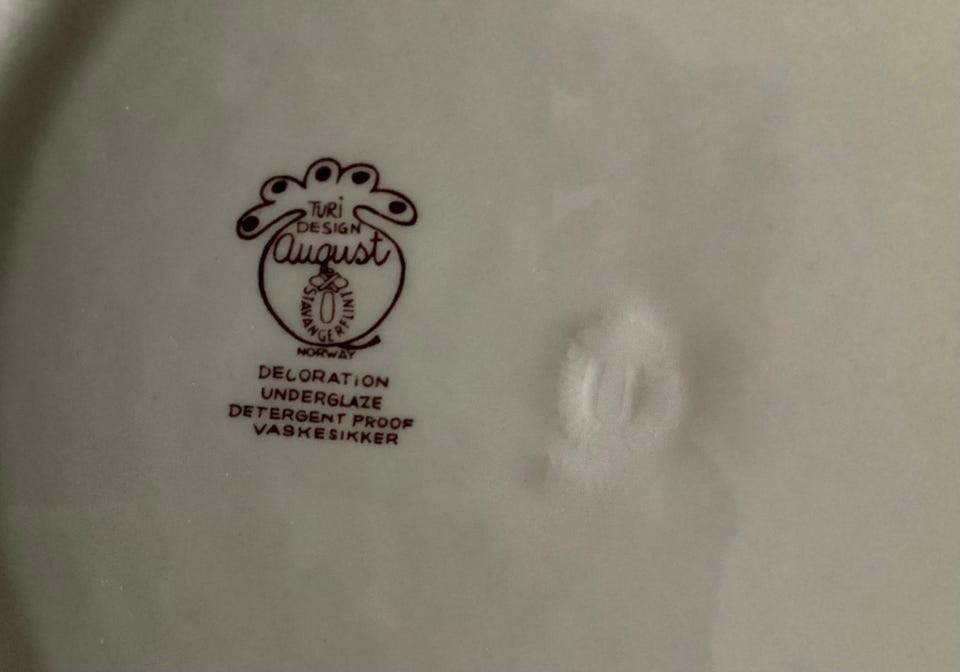 TURi
DESIGN
August
STAVANGERFLINT
NORWAY
DECORATiON
UNDERGLAZE
DETERGENT PROOF
VASKESIKKER